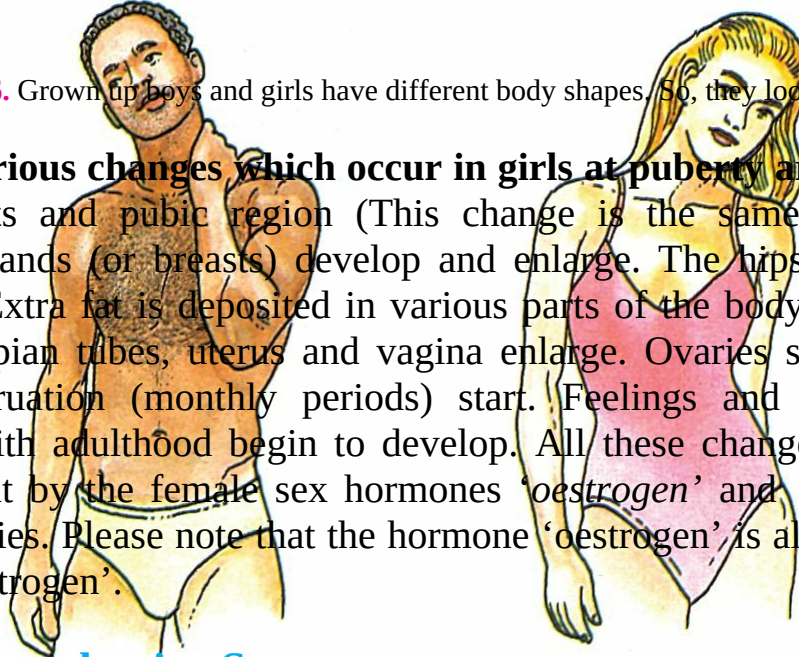 . Grown up boys and girls have different body shapes. So, they loo
rious changes which occur in girls at puberty a
ts and pubic region (This change is the same
ands (or breasts) develop and enlarge. The hips
Extra fat is deposited in various parts of the body
pian tubes, uterus and vagina enlarge. Ovaries s
ruation (monthly periods) start. Feelings and
ith adulthood begin to develop. All these change
t by the female sex hormones ‘oestrogen’ and
ies. Please note that the hormone ‘oestrogen’ is al
trogen’.